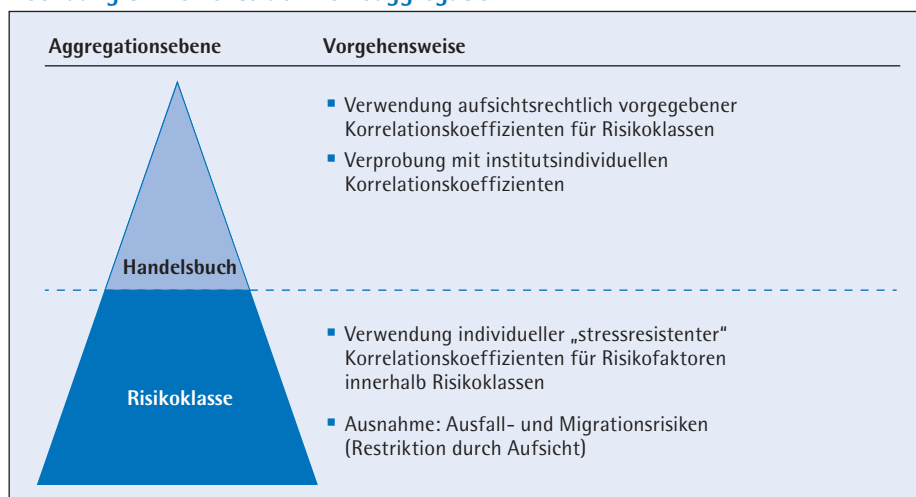 Aggregationsebene
Vorgehensweise
▪ Verwendung aufsichtsrechtlich vorgegebener
Korrelationskoeffizienten für Risikoklassen
▪ Verprobung mit institutsindividuellen
Korrelationskoeffizienten
Handelsbuch
▪ Verwendung individueller „stressresistenter“
Korrelationskoeffizienten für Risikofaktoren
innerhalb Risikoklassen
Risikoklasse
▪ Ausnahme: Ausfall- und Migrationsrisiken
(Restriktion durch Aufsicht)